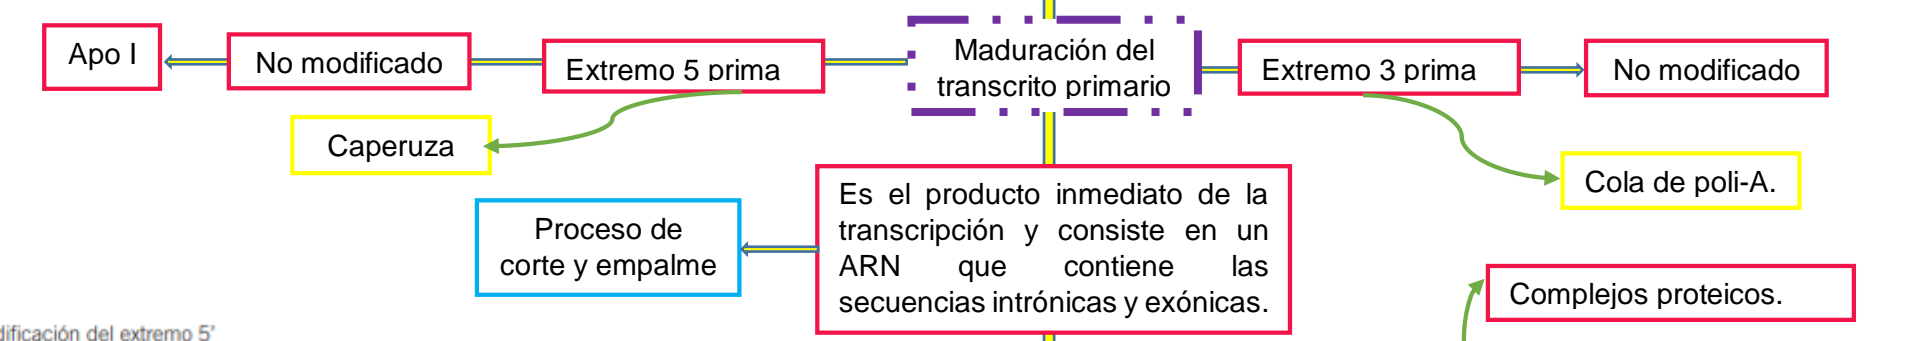 Apo I
No modificado
Extremo 5 prima
Maduración del
transcrito primario
Extremo 3 prima
No modificado
Caperuza
Cola de poli-A.
Proceso de
corte y empalme
Es el producto inmediato de la
transcripción y consiste en un
ARN que contiene las
secuencias intrónicas y exónicas.
Complejos proteicos.
dificación del extremo 5'